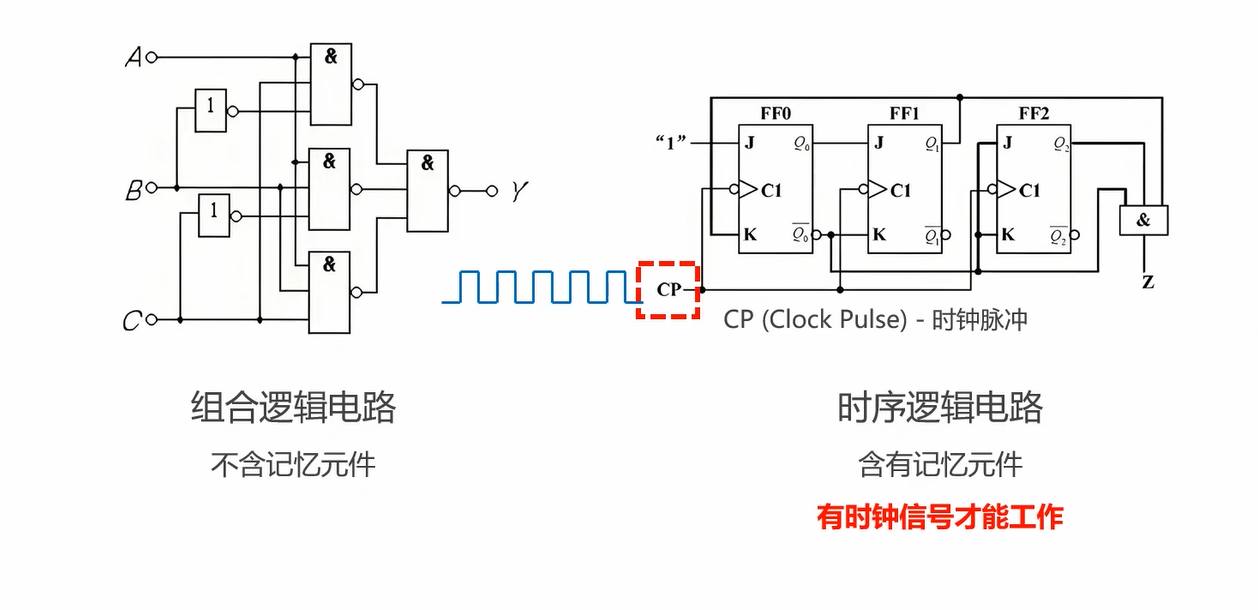 A
&
1
B
&
&
Y
1
&
C
FF0
FF1
FF2
“1”
J
Q0
J
Q1
J
Q2
C1
C1
C1
&
K
Q0
K
Q1
K
Q2
Z
CP
CP (Clock Pulse) - 时钟脉冲
组合逻辑电路
时序逻辑电路
不含记忆元件
含有记忆元件
有时钟信号才能工作